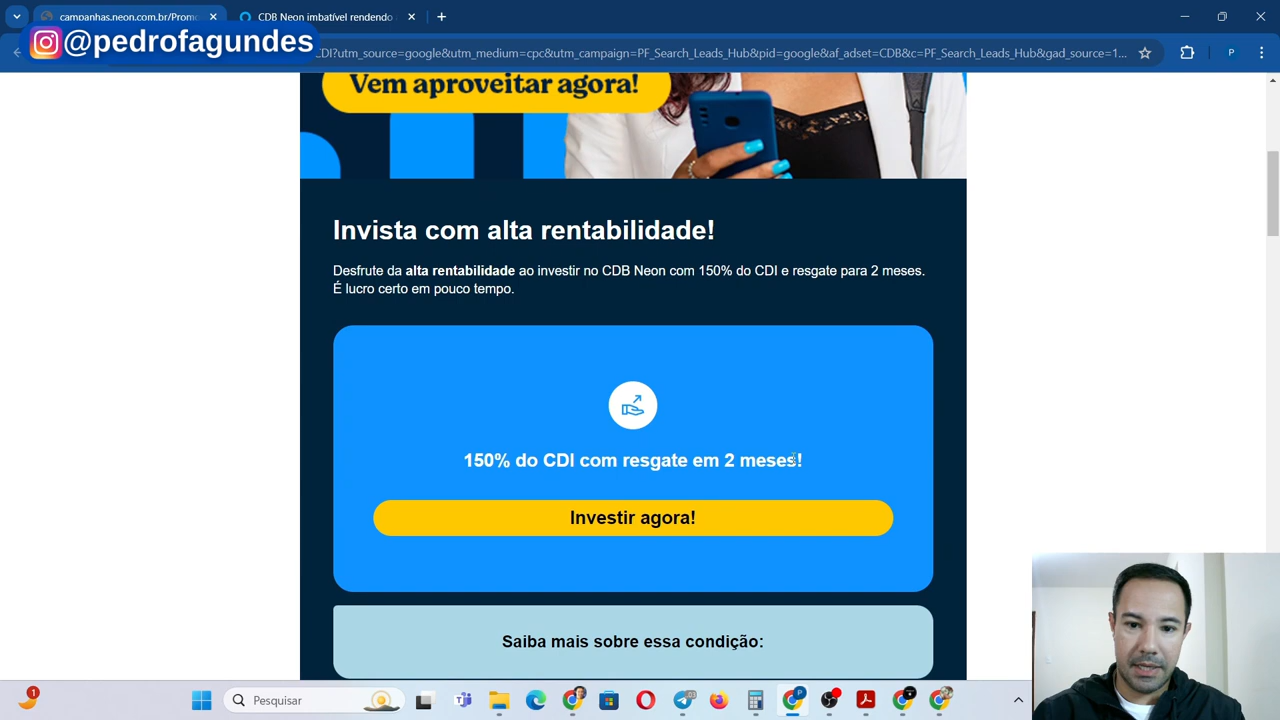 campanhas.neon.com.br/Promo
CDB Neon imbatível rendendo
@pedrofagundes
CDI?utm_source=google&utm_medium=cpc&utm_campaign=PF_Search_Leads_Hub&pid=google&af_adset=CDB&c=PF_Search_Leads_Hub&gad_source=1...
P
Vem aproveitar agora!
Invista com alta rentabilidade!
Desfrute da alta rentabilidade ao investir no CDB Neon com 150% do CDI e resgate para 2 meses.
É lucro certo em pouco tempo.
150% do CDI com resgate em 2 meses!
Investir agora!
Saiba mais sobre essa condição:
1
Pesquisar